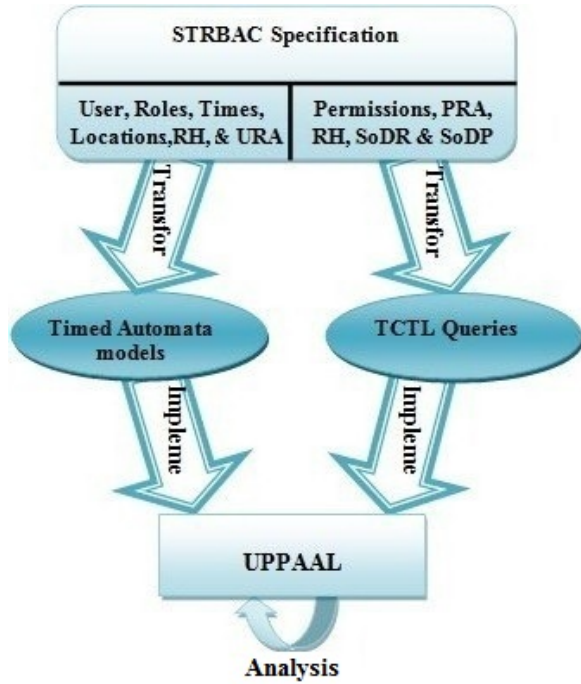 STRBAC Specification
User, Roles, Times,
Locations,RH, & URA
Permissions, PRA,
RH, SoDR & SoDP
Transfor
Transfor
Timed Automata
models
TCTL Queries
Impleme
Impleme
UPPAAL
Analysis